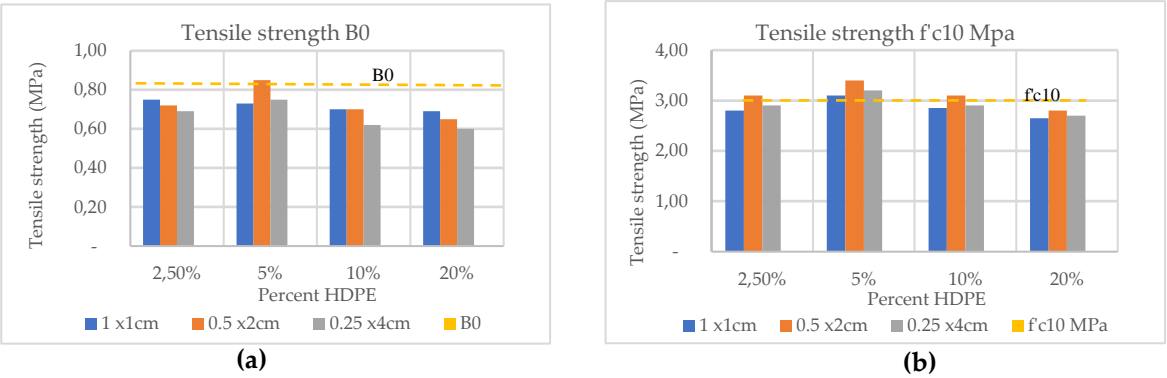 Tensile strength B0
Tensile strength (MPa)
1,00
0,80
0,60
0,40
0,20
-
B0
2,50% 5% 10% 20%
Percent HDPE
1 x1cm 0.5 x2cm 0.25 x4cm B0
(a)
Tensile strength f'c10 Mpa
Tensile strength (MPa)
4,00
3,00
2,00
1,00
-
f'c10
2,50% 5% 10% 20%
Percent HDPE
1 x1cm 0.5 x2cm 0.25 x4cm f'c10 MPa
(b)